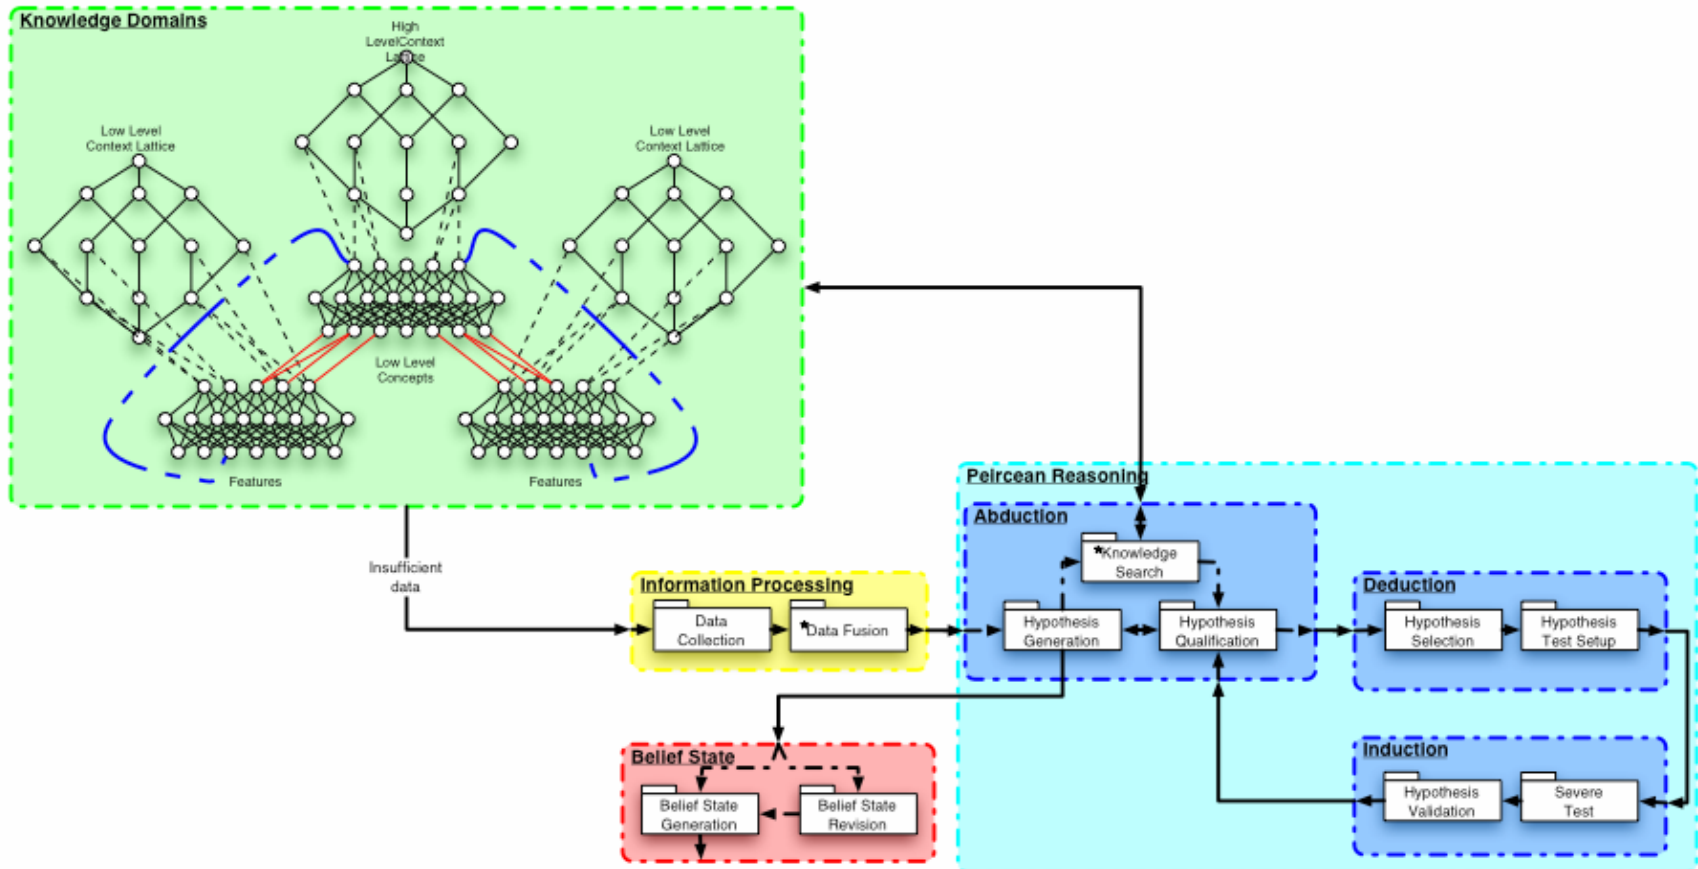 Knowledge Domains
High
LevelContext
Lattice
Low Level
Context Lattice
Low Level
Context Lattice
Low Level
Concepts
Features
Features
Insufficient
data
Information Processing
Data
Collection
*Data Fusion
Peircean Reasoning
Abduction
*Knowledge
Search
Hypothesis
Generation
Hypothesis
Qualification
Deduction
Hypothesis
Selection
Hypothesis
Test Setup
Belief State
Belief State
Generation
Belief State
Revision
Induction
Hypothesis
Validation
Severe
Test